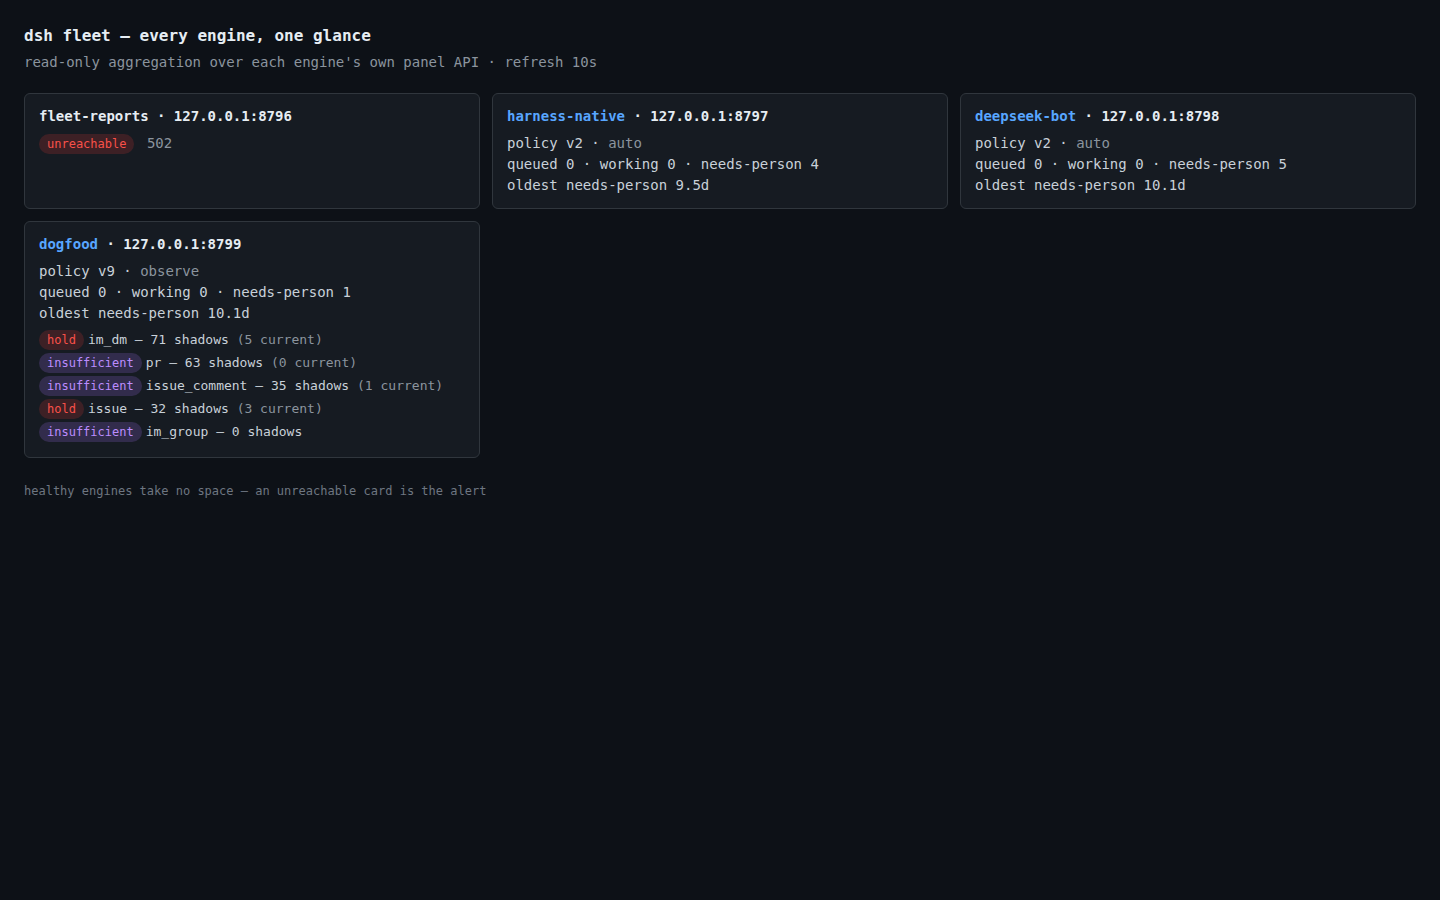 dsh fleet — every engine, one glance
read-only aggregation over each engine's own panel API · refresh 10s
fleet-reports · 127.0.0.1:8796
unreachable 502
harness-native · 127.0.0.1:8797
policy v2 · auto
queued 0 · working 0 · needs-person 4
oldest needs-person 9.5d
deepseek-bot · 127.0.0.1:8798
policy v2 · auto
queued 0 · working 0 · needs-person 5
oldest needs-person 10.1d
dogfood · 127.0.0.1:8799
policy v9 · observe
queued 0 · working 0 · needs-person 1
oldest needs-person 10.1d
hold im_dm — 71 shadows (5 current)
insufficient pr — 63 shadows (0 current)
insufficient issue_comment — 35 shadows (1 current)
hold issue — 32 shadows (3 current)
insufficient im_group — 0 shadows
healthy engines take no space — an unreachable card is the alert